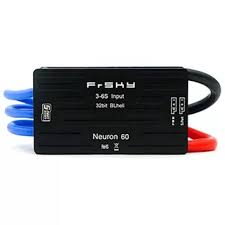 FrSKY
3-6S Input
32bit BLheli
Neuron 60